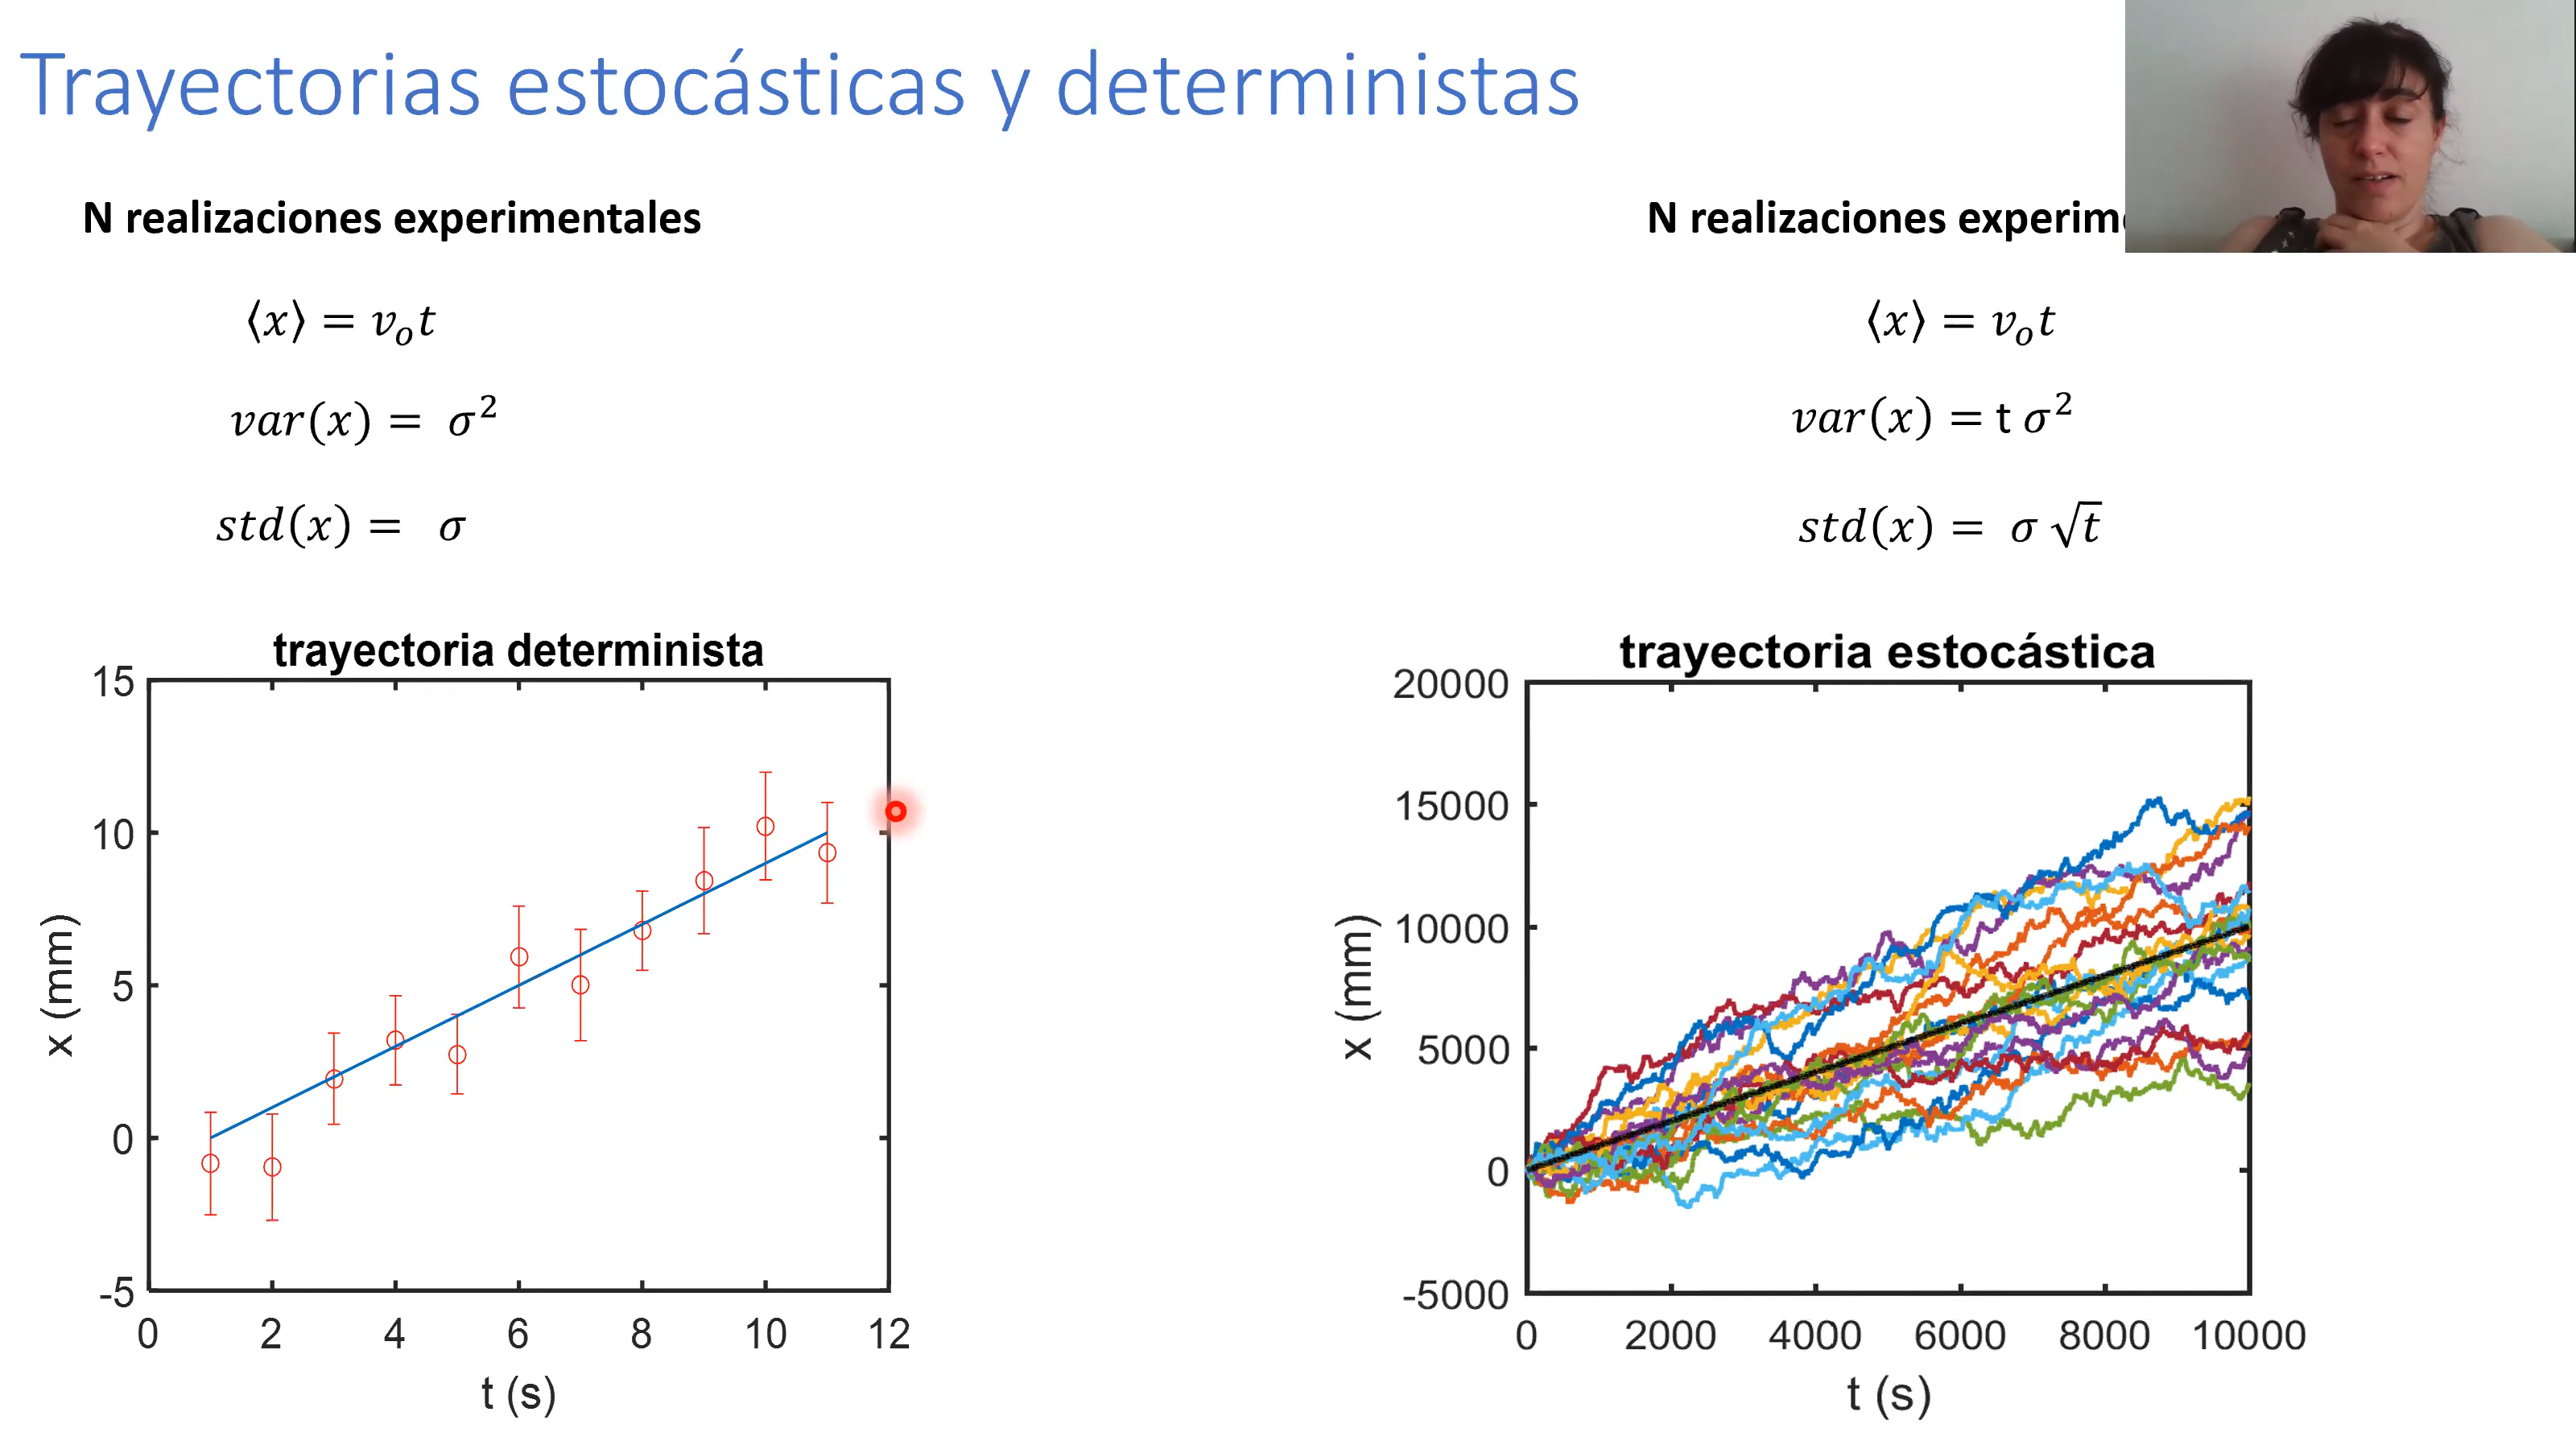 Trayectorias estocásticas y deterministas
N realizaciones experimentales
⟨x⟩ = vₒt
var(x) = σ²
std(x) = σ
trayectoria determinista
15
10
5
0
-5
x (mm)
0 2 4 6 8 10 12
t (s)
N realizaciones experim
⟨x⟩ = vₒt
var(x) = t σ²
std(x) = σ √t
trayectoria estocástica
20000
15000
10000
5000
0
-5000
x (mm)
0 2000 4000 6000 8000 10000
t (s)